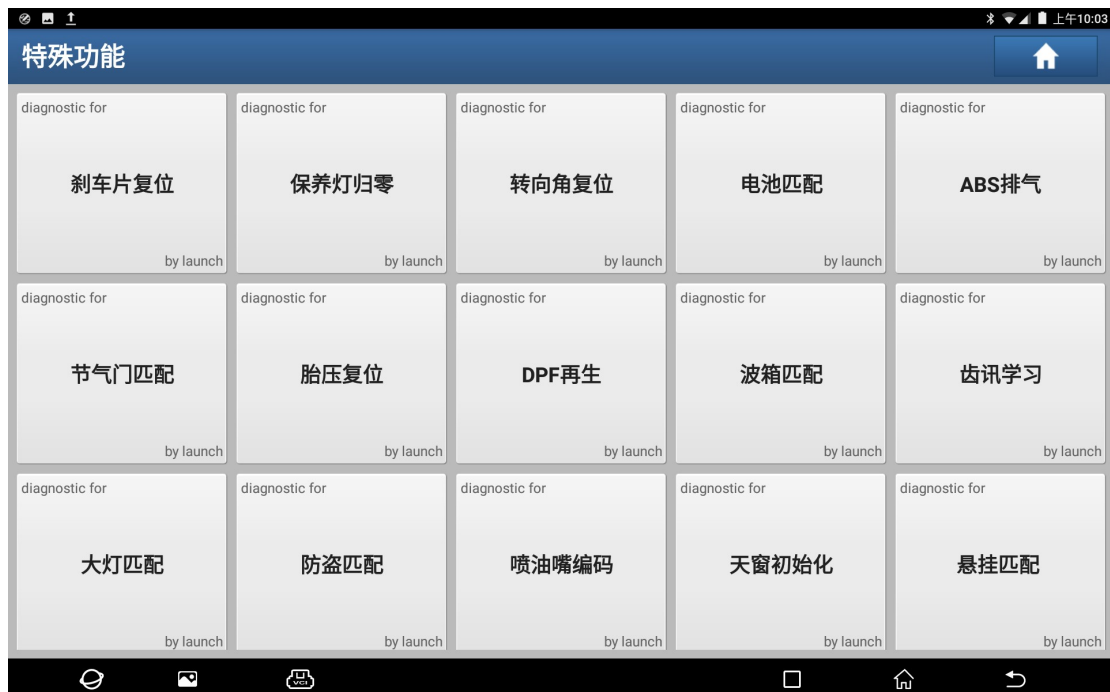 上午10:03
特殊功能
diagnostic for
刹车片复位
by launch
diagnostic for
保养灯归零
by launch
diagnostic for
转向角复位
by launch
diagnostic for
电池匹配
by launch
diagnostic for
ABS排气
by launch
diagnostic for
节气门匹配
by launch
diagnostic for
胎压复位
by launch
diagnostic for
DPF再生
by launch
diagnostic for
波箱匹配
by launch
diagnostic for
齿讯学习
by launch
diagnostic for
大灯匹配
by launch
diagnostic for
防盗匹配
by launch
diagnostic for
喷油嘴编码
by launch
diagnostic for
天窗初始化
by launch
diagnostic for
悬挂匹配
by launch
VCI